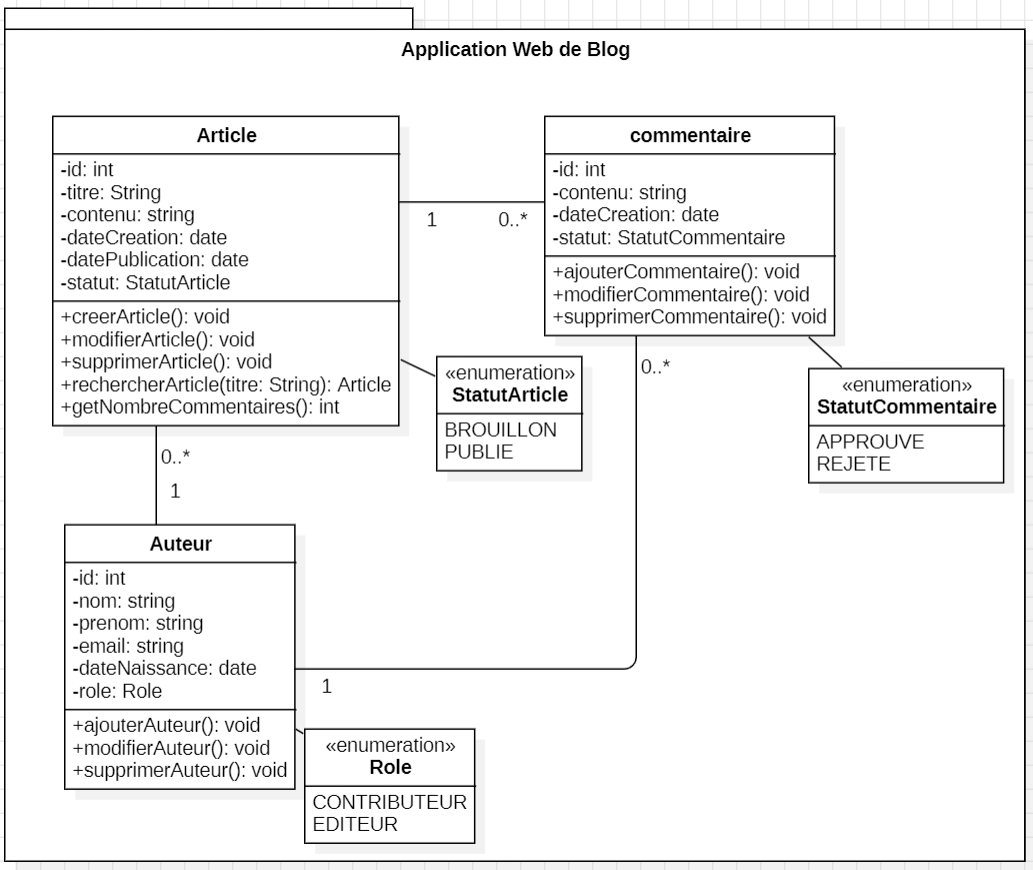 Application Web de Blog
Article
-id: int
-titre: String
-contenu: string
-dateCreation: date
-datePublication: date
-statut: StatutArticle
+creerArticle(): void
+modifierArticle(): void
+supprimerArticle(): void
+rechercherArticle(titre: String): Article
+getNombreCommentaires(): int
1
0..*
commentaire
-id: int
-contenu: string
-dateCreation: date
-statut: StatutCommentaire
+ajouterCommentaire(): void
+modifierCommentaire(): void
+supprimerCommentaire(): void
«enumeration»
StatutArticle
BROUILLON
PUBLIE
0..*
«enumeration»
StatutCommentaire
APPROUVE
REJETE
0..*
1
Auteur
-id: int
-nom: string
-prenom: string
-email: string
-dateNaissance: date
-role: Role
+ajouterAuteur(): void
+modifierAuteur(): void
+supprimerAuteur(): void
1
«enumeration»
Role
CONTRIBUTEUR
EDITEUR